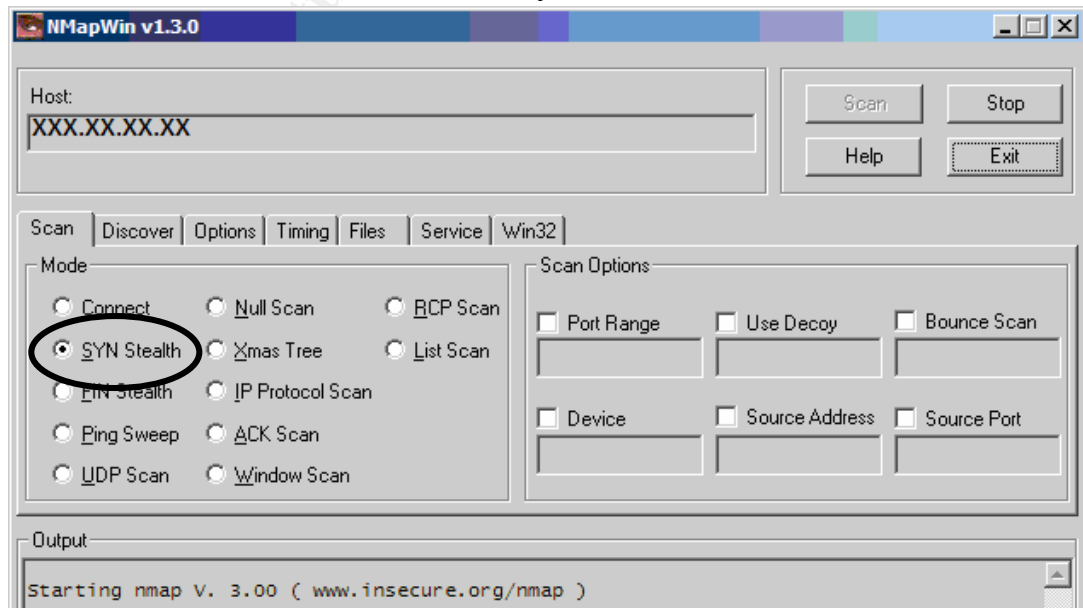 NMapWin v1.3.0
Host:
XXX.XX.XX.XX
Scan
Stop
Help
Exit
Scan Discover Options Timing Files Service Win32
Mode
Connect Null Scan RCP Scan
SYN Stealth Xmas Tree List Scan
FIN Stealth IP Protocol Scan
Ping Sweep ACK Scan
UDP Scan Window Scan
Scan Options
Port Range Use Decoy Bounce Scan
Device Source Address Source Port
Output
Starting nmap V. 3.00 ( www.insecure.org/nmap )